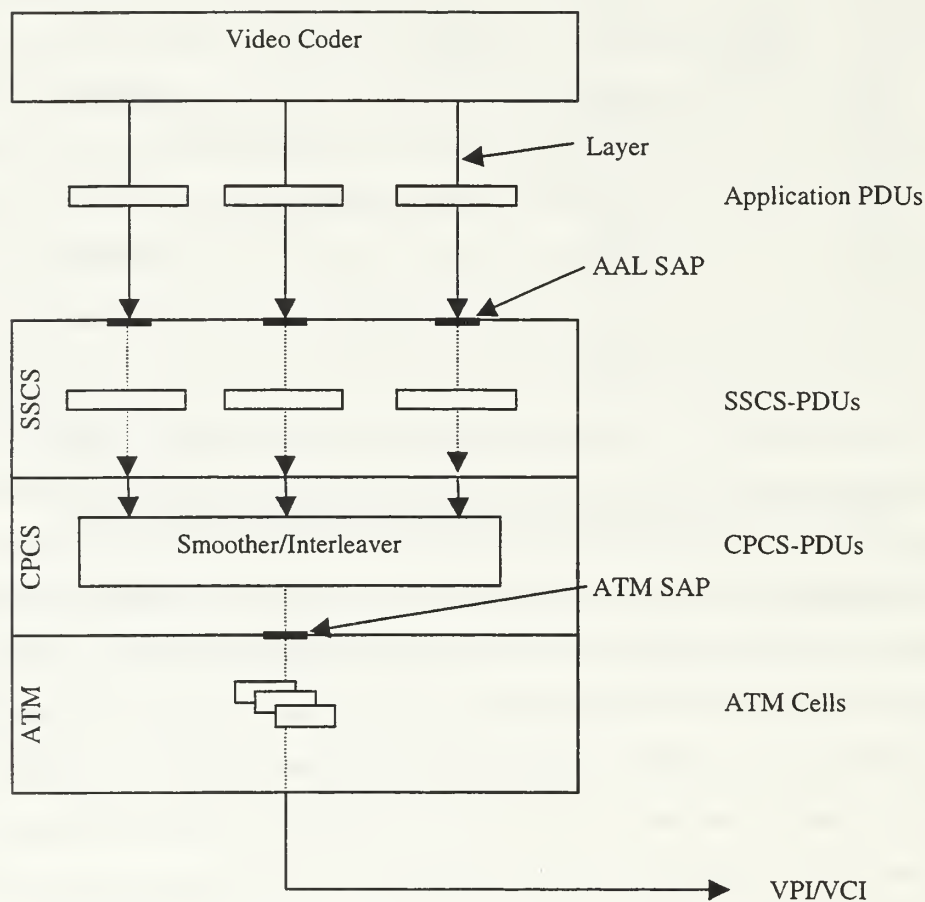 Video Coder
Layer
Application PDUs
AAL SAP
SSCS
SSCS-PDUs
CPCS
Smoother/Interleaver
CPCS-PDUs
ATM SAP
ATM
ATM Cells
VPI/VCI